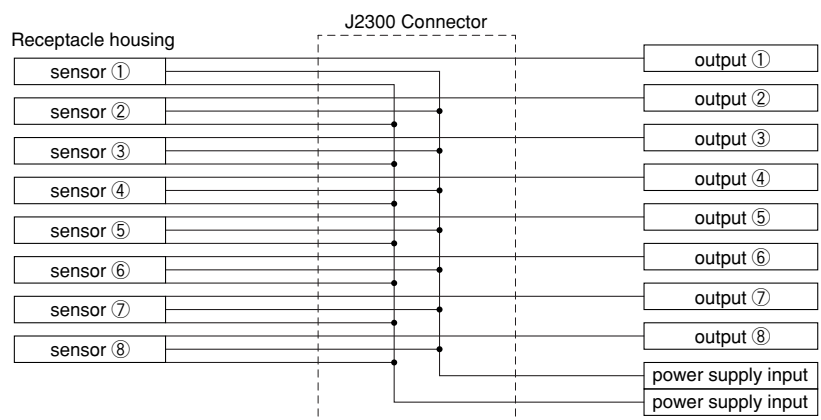 J2300 Connector
Receptacle housing
sensor ①
output ①
sensor ②
output ②
sensor ③
output ③
sensor ④
output ④
sensor ⑤
output ⑤
sensor ⑥
output ⑥
sensor ⑦
output ⑦
sensor ⑧
output ⑧
power supply input
power supply input